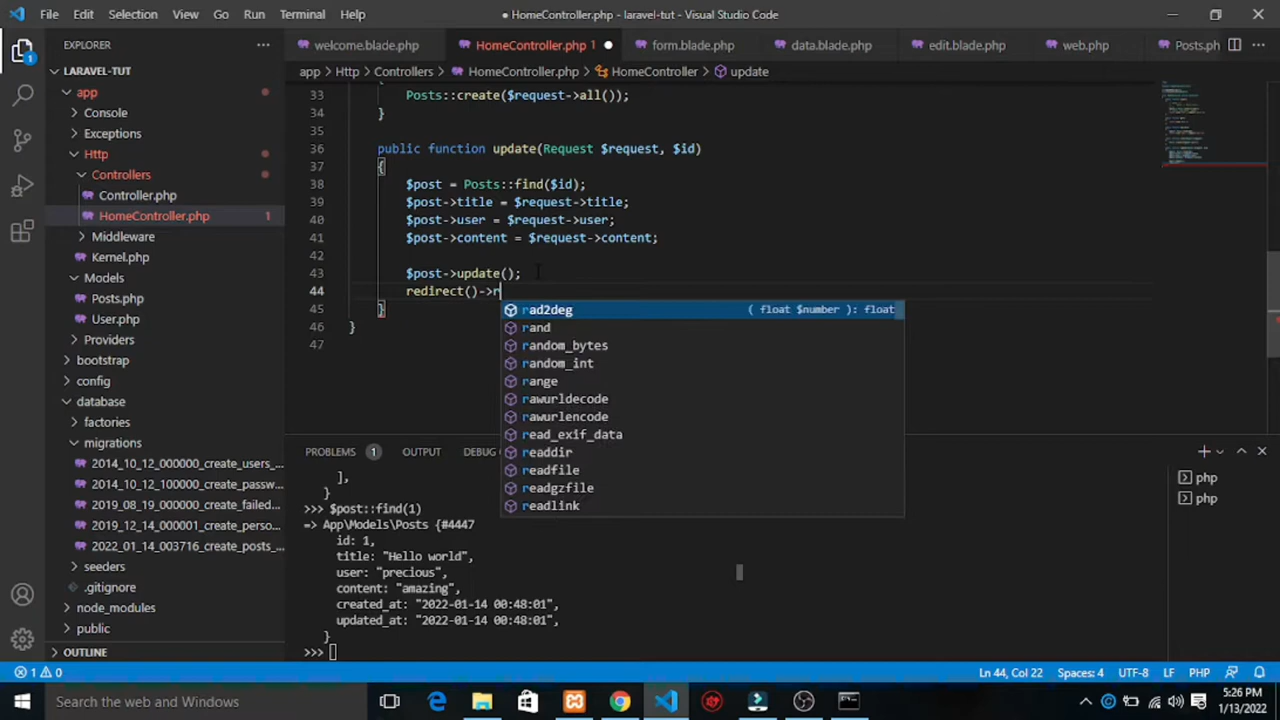 File Edit Selection View Go Run Terminal Help
● HomeController.php - laravel-tut - Visual Studio Code
EXPLORER
welcome.blade.php
HomeController.php 1
form.blade.php
data.blade.php
edit.blade.php
web.php
Posts.ph
app > Http > Controllers > HomeController.php > HomeController > update
LARAVEL-TUT
app
Console
Exceptions
Http
Controllers
Controller.php
HomeController.php 1
Middleware
Kernel.php
Models
Posts.php
User.php
Providers
bootstrap
config
database
factories
migrations
2014_10_12_000000_create_users_...
2014_10_12_100000_create_passw...
2019_08_19_000000_create_failed...
2019_12_14_000001_create_perso...
2022_01_14_003716_create_posts_...
seeders
.gitignore
node_modules
public
OUTLINE
1
33 Posts::create($request->all());
34 }
35
36 public function update(Request $request, $id)
37 {
38 $post = Posts::find($id);
39 $post->title = $request->title;
40 $post->user = $request->user;
41 $post->content = $request->content;
42
43 $post->update();
44 redirect()->r
45 }
46 }
47
rad2deg ( float $number ): float
rand
random_bytes
random_int
range
rawurldecode
rawurlencode
read_exif_data
readdir
readfile
readgzfile
readlink
PROBLEMS 1 OUTPUT DEBUG
],
}
>>> $post::find(1)
=> App\Models\Posts {#4447
id: 1,
title: "Hello world",
user: "precious",
content: "amazing",
created_at: "2022-01-14 00:48:01",
updated_at: "2022-01-14 00:48:01",
}
>>>
php
php
1 0
Ln 44, Col 22 Spaces: 4 UTF-8 LF PHP
Search the web and Windows
5:26 PM
1/13/2022